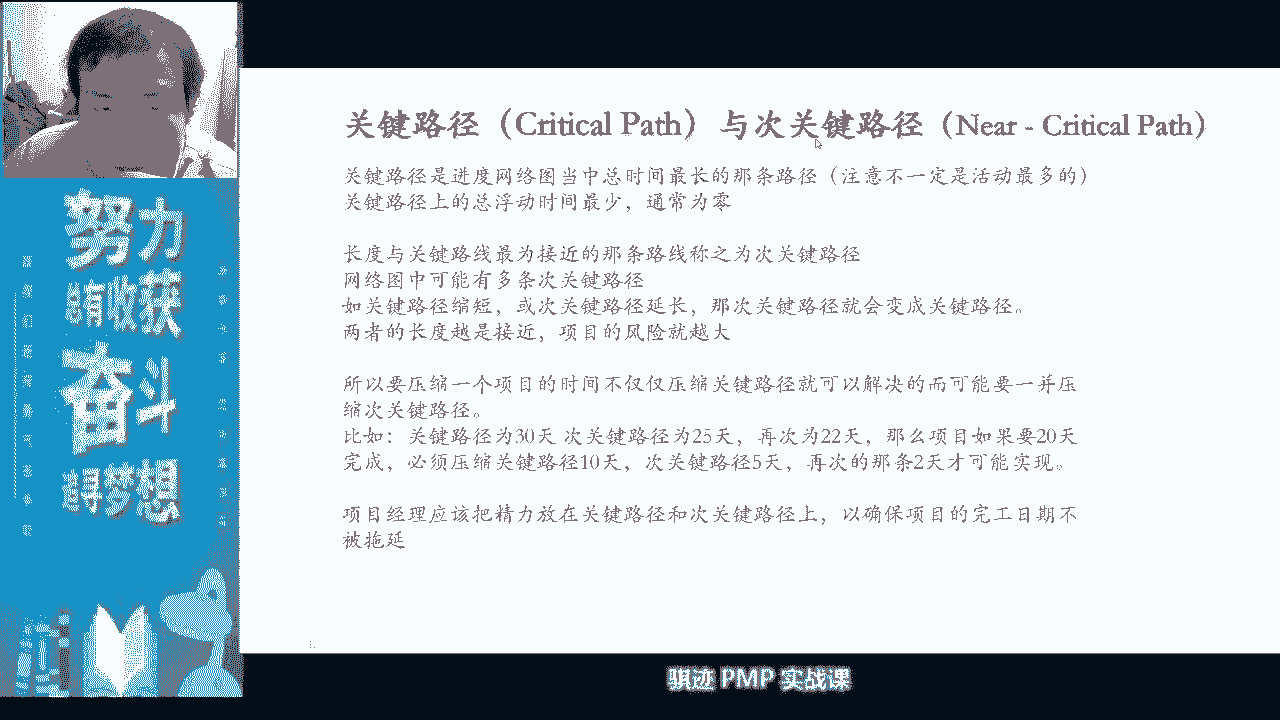 关键路径（Critical Path）与次关键路径（Near - Critical Path）
关键路径是进度网络图当中总时间最长的那条路径（注意不一定是活动最多的）
关键路径上的总浮动时间最少，通常为零
长度与关键路线最为接近的那条路线称之为次关键路径
网络图中可能有多条次关键路径
如关键路径缩短，或次关键路径延长，那次关键路径就会变成关键路径。
两者的长度越是接近，项目的风险就越大
所以要压缩一个项目的时间不仅仅压缩关键路径就可以解决的而可能要一并压
缩次关键路径。
比如：关键路径为30天 次关键路径为25天，再次为22天，那么项目如果要20天
完成，必须压缩关键路径10天，次关键路径5天，再次的那条2天才可能实现。
项目经理应该把精力放在关键路径和次关键路径上，以确保项目的完工日期不
被拖延
努力
有收获
奋斗
梦想
骐迹 PMP 实战课